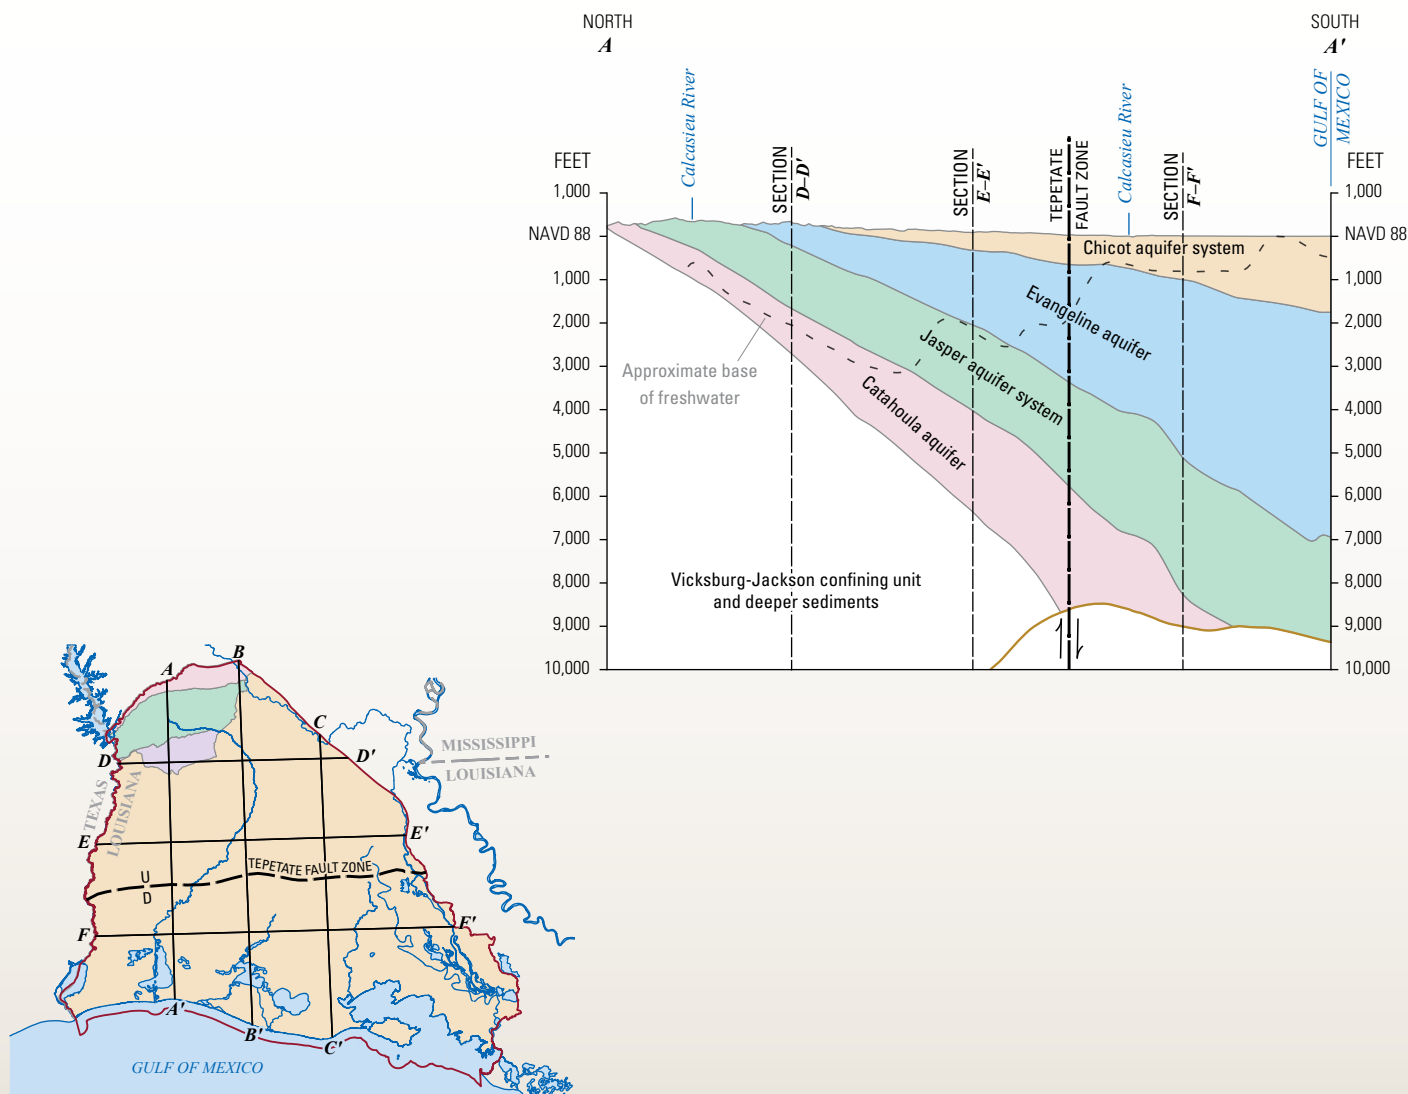 NORTH
A
SOUTH
A'
Calcasieu River
SECTION
D–D'
SECTION
E–E'
TEPETATE
FAULT ZONE
Calcasieu River
SECTION
F–F'
GULF OF
MEXICO
FEET
1,000
NAVD 88
1,000
2,000
3,000
4,000
5,000
6,000
7,000
8,000
9,000
10,000
FEET
1,000
NAVD 88
1,000
2,000
3,000
4,000
5,000
6,000
7,000
8,000
9,000
10,000
Chicot aquifer system
Evangeline aquifer
Jasper aquifer system
Catahoula aquifer
Approximate base
of freshwater
Vicksburg-Jackson confining unit
and deeper sediments
A
B
C
D
D'
MISSISSIPPI
LOUISIANA
TEXAS
LOUISIANA
E
E'
TEPETATE FAULT ZONE
U
D
F
F'
A'
B'
C'
GULF OF MEXICO